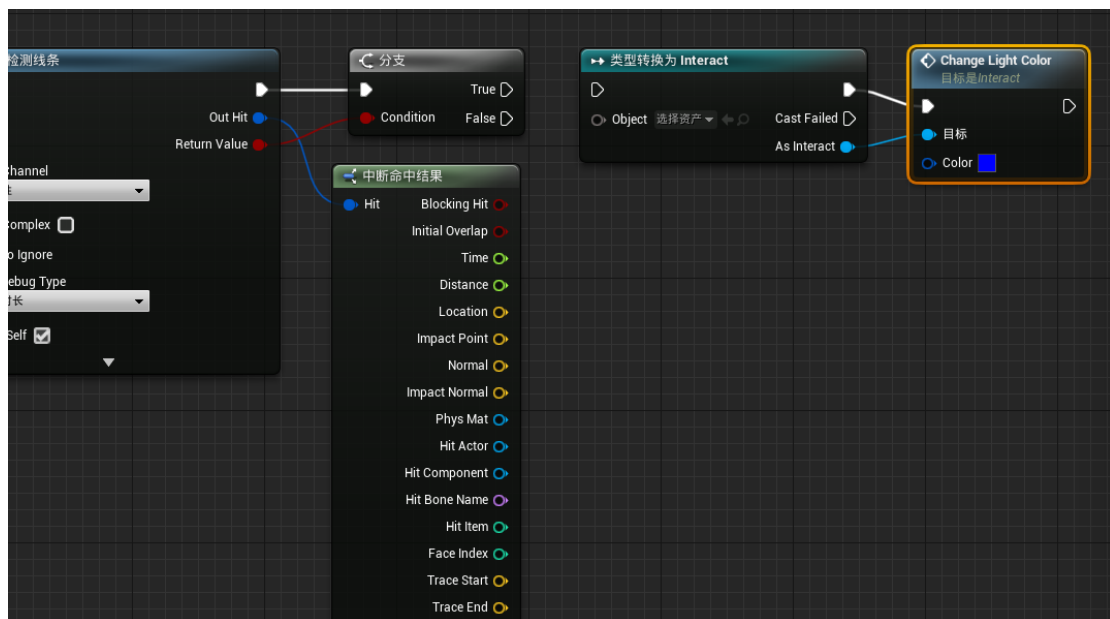 检测线条
Out Hit
Return Value
Channel
Complex
o Ignore
ebug Type
时长
Self
分支
True
Condition
False
中断命中结果
Hit
Blocking Hit
Initial Overlap
Time
Distance
Location
Impact Point
Normal
Impact Normal
Phys Mat
Hit Actor
Hit Component
Hit Bone Name
Hit Item
Face Index
Trace Start
Trace End
类型转换为 Interact
Object 选择资产
Cast Failed
As Interact
Change Light Color
目标是Interact
目标
Color